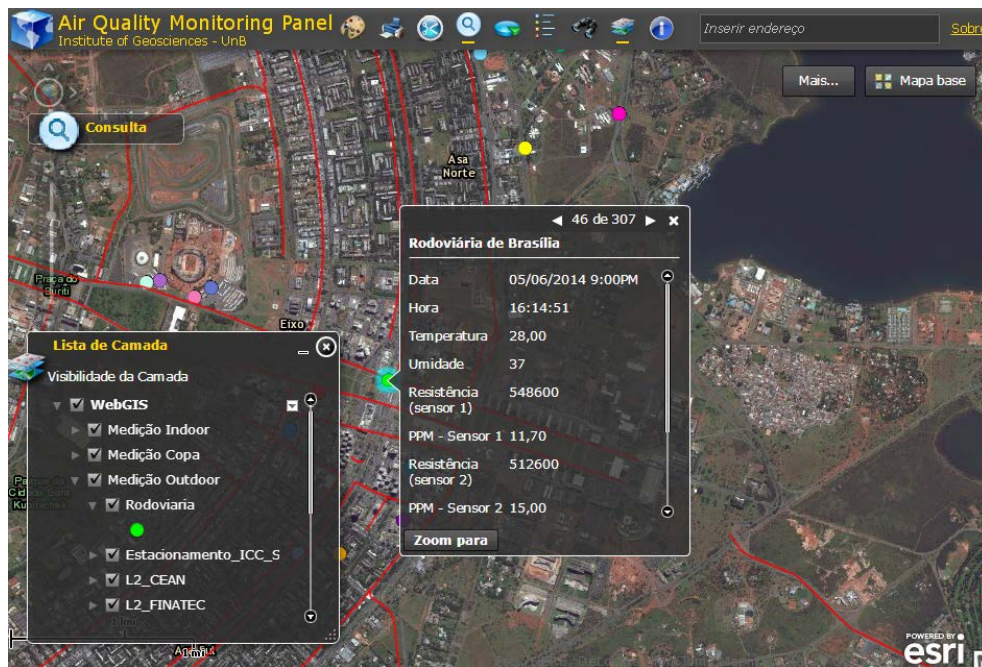 Air Quality Monitoring Panel
Institute of Geosciences - UnB
Inserir endereço
Sobre
Mais...
Mapa base
Consulta
Asa
Norte
46 de 307
Rodoviária de Brasília
Data 05/06/2014 9:00PM
Hora 16:14:51
Temperatura 28,00
Umidade 37
Resistência 548600
(sensor 1)
PPM - Sensor 1 11,70
Resistência 512600
(sensor 2)
PPM - Sensor 2 15,00
Zoom para
Praça do
Buriti
Eixo
Lista de Camada
Visibilidade da Camada
WebGIS
Medição Indoor
Medição Copa
Medição Outdoor
Rodoviaria
Estacionamento_ICC_S
L2_CEAN
L2_FINATEC
1 km
1 mi
POWERED BY
esri